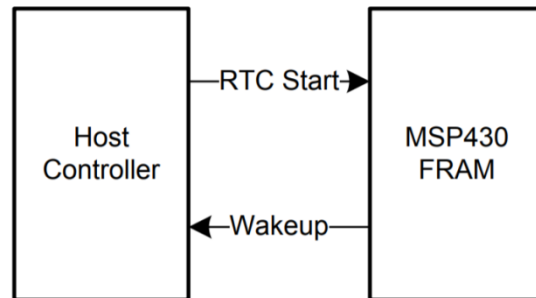 Host
Controller
RTC Start
Wakeup
MSP430
FRAM